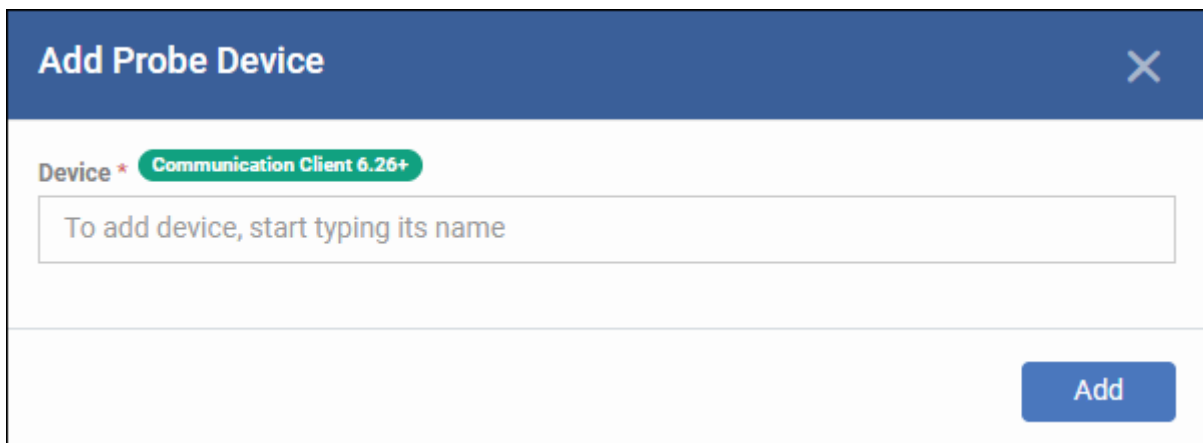 Add Probe Device
Device * Communication Client 6.26+
To add device, start typing its name
Add